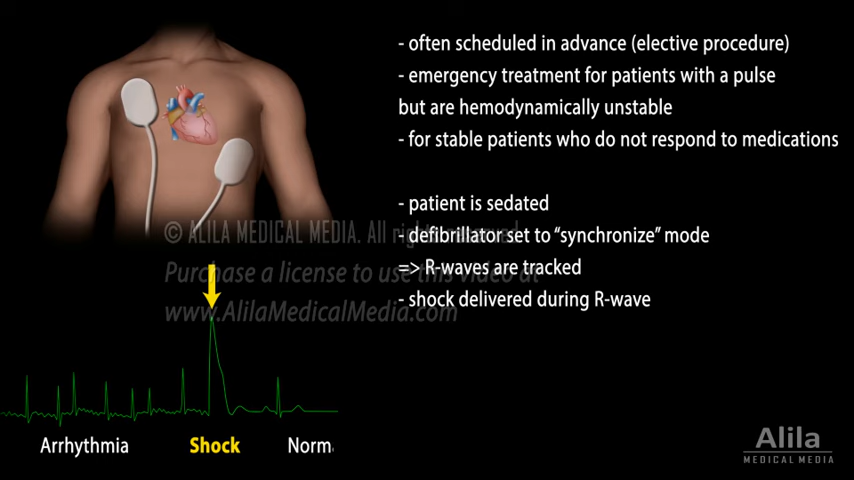 - often scheduled in advance (elective procedure)
- emergency treatment for patients with a pulse
but are hemodynamically unstable
- for stable patients who do not respond to medications
- patient is sedated
- defibrillator set to “synchronize” mode
=> R-waves are tracked
- shock delivered during R-wave
© ALILA MEDICAL MEDIA. All rights reserved.
Purchase a license to use this video at
www.AlilaMedicalMedia.com
Arrhythmia Shock Norma
Alila
MEDICAL MEDIA